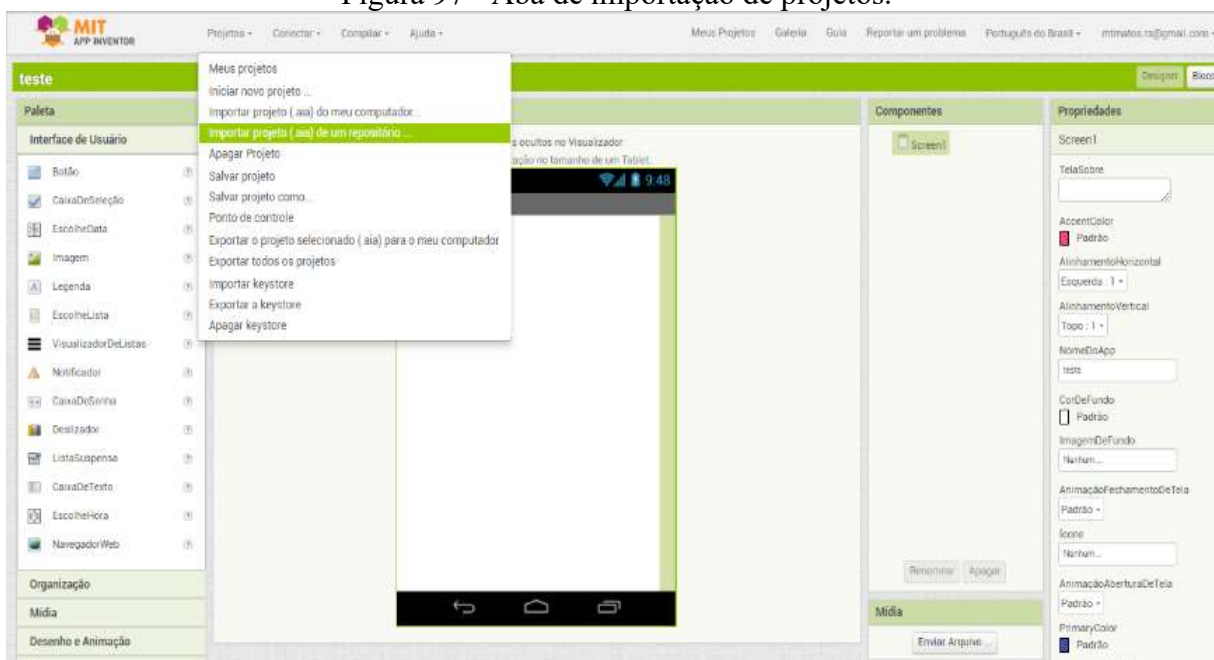 Figura 97 - Aba de importação de projetos.
MIT
APP INVENTOR
Projetos
Conectar
Compilar
Ajuda
Meus Projetos
Galeria
Guia
Reportar um problema
Português do Brasil
teste
Designer
Meus projetos
Iniciar novo projeto ...
Importar projeto (.aia) do meu computador...
Importar projeto (.aia) de um repositório ...
Apagar Projeto
Salvar projeto
Salvar projeto como...
Ponto de controle
Exportar o projeto selecionado (.aia) para o meu computador
Exportar todos os projetos
Importar keystore
Exportar a keystore
Apagar keystore
Paleta
Interface de Usuário
Botão
CaixaDeSeleção
EscolheData
Imagem
Legenda
EscolheLista
VisualizadorDeListas
Notificador
CaixaDeSenha
Deslizador
ListaSuspensa
CaixaDeTexto
EscolheHora
NavegadorWeb
Organização
Mídia
Desenho e Animação
s ocultos no Visualizador
ação no tamanho de um Tablet.
9:48
Componentes
Screen1
Renomear
Apagar
Mídia
Enviar Arquivo ...
Propriedades
Screen1
TelaSobre
AccentColor
Padrão
AlinhamentoHorizontal
Esquerda : 1
AlinhamentoVertical
Topo : 1
NomeDoApp
teste
CorDeFundo
Padrão
ImagemDeFundo
Nenhum...
AnimaçãoFechamentoDeTela
Padrão
Ícone
Nenhum...
AnimaçãoAberturaDeTela
Padrão
PrimaryColor
Padrão